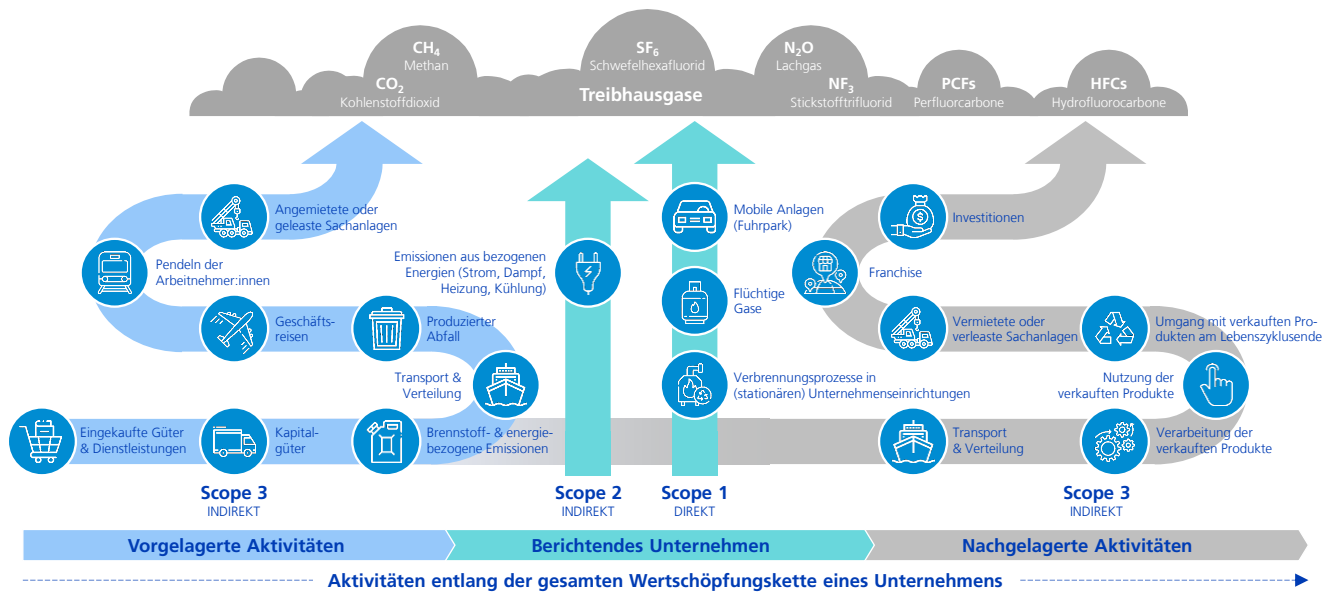 CH₄
Methan
SF₆
Schwefelhexafluorid
N₂O
Lachgas
CO₂
Kohlenstoffdioxid
Treibhausgase
NF₃
Stickstofftrifluorid
PCFs
Perfluorcarbone
HFCs
Hydrofluorocarbone
Angemietete oder
geleaste Sachanlagen
Pendeln der
Arbeitnehmer:innen
Geschäfts-
reisen
Produzierter
Abfall
Transport &
Verteilung
Eingekaufte Güter
& Dienstleistungen
Kapital-
güter
Brennstoff- & energie-
bezogene Emissionen
Emissionen aus bezogenen
Energien (Strom, Dampf,
Heizung, Kühlung)
Mobile Anlagen
(Fuhrpark)
Flüchtige
Gase
Verbrennungsprozesse in
(stationären) Unternehmenseinrichtungen
Investitionen
Franchise
Vermietete oder
verleaste Sachanlagen
Umgang mit verkauften Pro-
dukten am Lebenszyklusende
Nutzung der
verkauften Produkte
Transport
& Verteilung
Verarbeitung der
verkauften Produkte
Scope 3
INDIREKT
Scope 2
INDIREKT
Scope 1
DIREKT
Scope 3
INDIREKT
Vorgelagerte Aktivitäten
Berichtendes Unternehmen
Nachgelagerte Aktivitäten
Aktivitäten entlang der gesamten Wertschöpfungskette eines Unternehmens